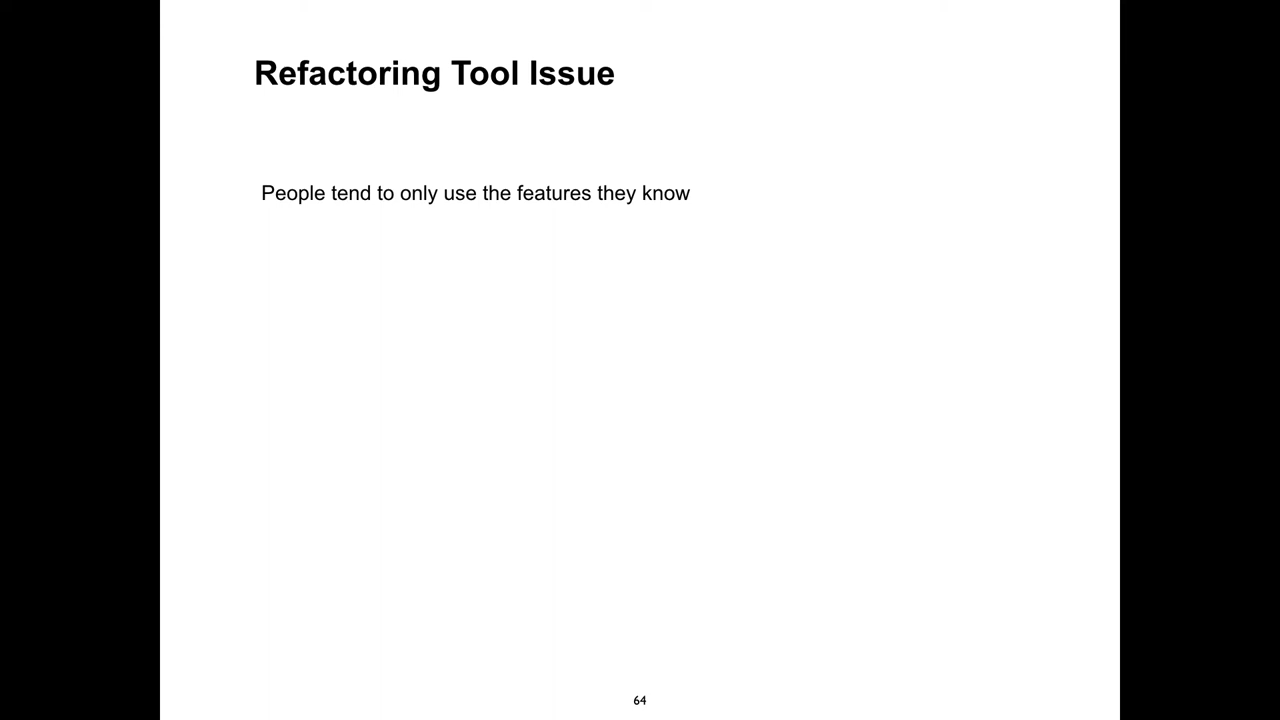 Refactoring Tool Issue
People tend to only use the features they know
64